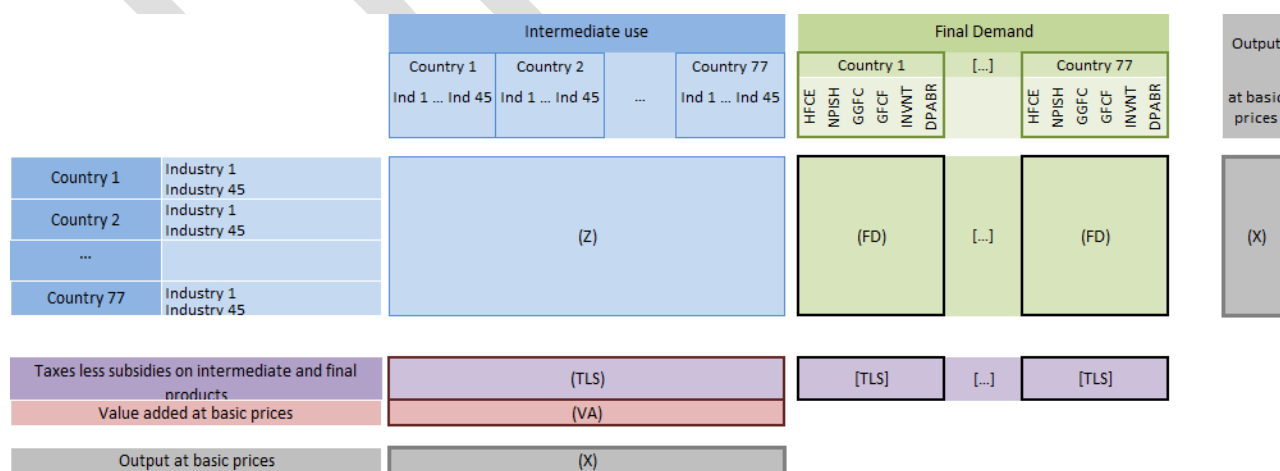 Intermediate use
Final Demand
Output
at basic
prices
Country 1
Country 2
Country 77
Country 1
[...]
Country 77
Ind 1 ... Ind 45
Ind 1 ... Ind 45
...
Ind 1 ... Ind 45
HFCE
NPISH
GGFC
GFCF
INVNT
DPABR
HFCE
NPISH
GGFC
GFCF
INVNT
DPABR
Country 1
Industry 1
Industry 45
Country 2
Industry 1
Industry 45
...
Country 77
Industry 1
Industry 45
(Z)
(FD)
[...]
(FD)
(X)
Taxes less subsidies on intermediate and final
products
(TLS)
[TLS]
[...]
[TLS]
Value added at basic prices
(VA)
Output at basic prices
(X)